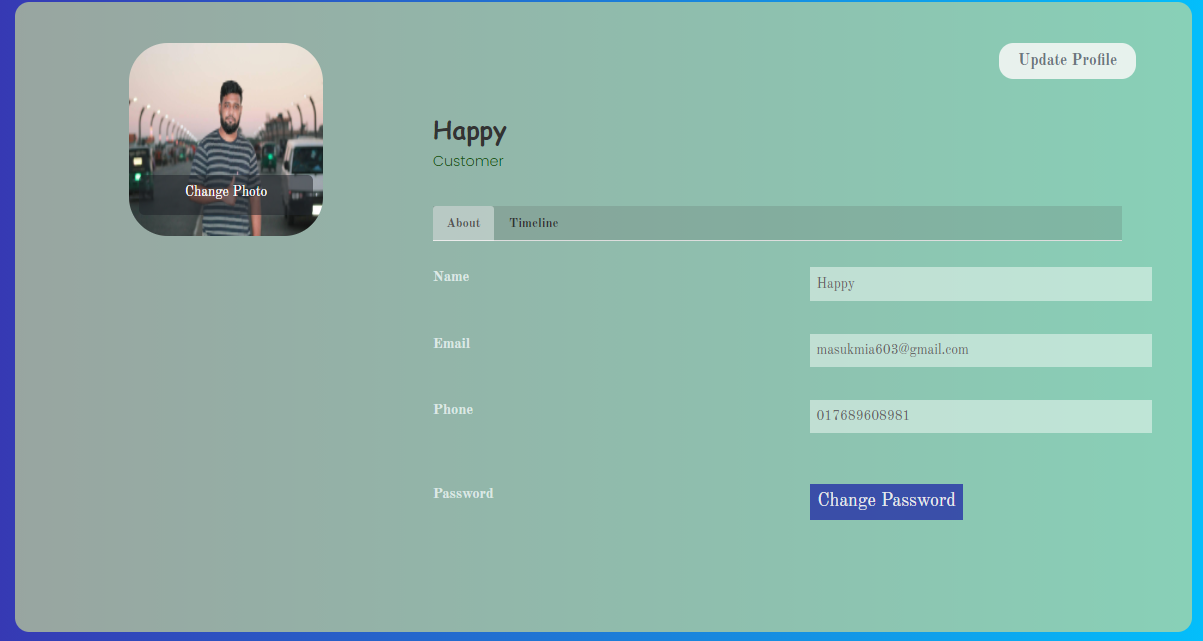 Update Profile
Happy
Customer
Change Photo
About Timeline
Name Happy
Email masukmia603@gmail.com
Phone 017689608981
Password Change Password